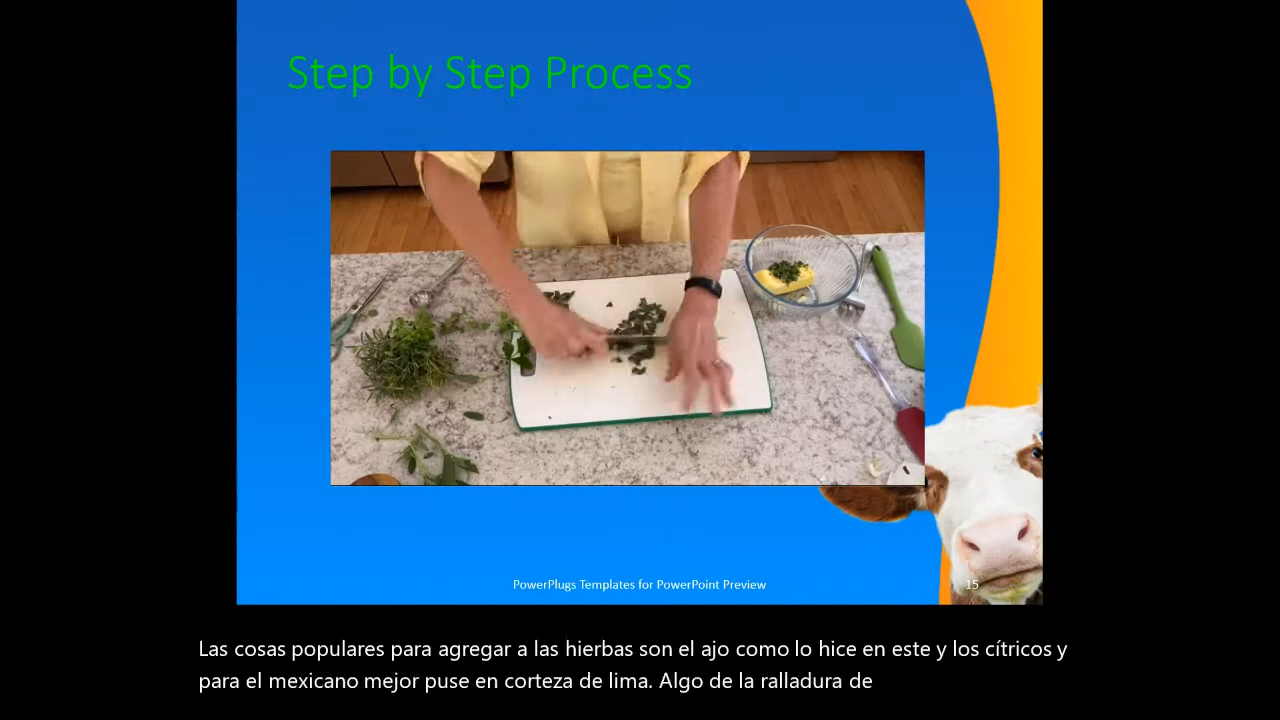 Step by Step Process
PowerPlugs Templates for PowerPoint Preview
15
Las cosas populares para agregar a las hierbas son el ajo como lo hice en este y los cítricos y
para el mexicano mejor puse en corteza de lima. Algo de la ralladura de